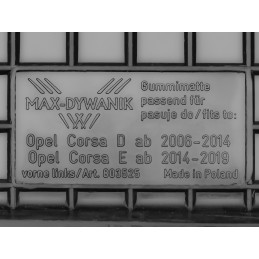 MAX-DYWANIK
Gummimatte
passend für
pasuje do/fits to:
Opel Corsa D ab 2006-2014
Opel Corsa E ab 2014-2019
vorne links/Art. 803525
Made in Poland